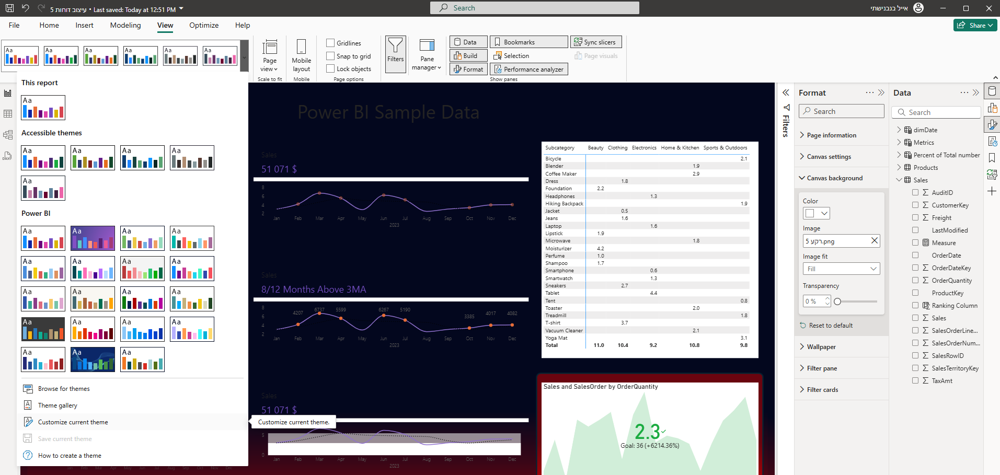 עיצוב דוחות 5 • Last saved: Today at 12:51 PM
Search
אייל בנבנישתי
File Home Insert Modeling View Optimize Help
Share
Aa Aa Aa Aa Aa Aa
Page view
Scale to fit
Mobile layout
Mobile
Gridlines
Snap to grid
Lock objects
Page options
Filters
Pane manager
Data
Build
Format
Bookmarks
Selection
Performance analyzer
Sync slicers
Page visuals
Show panes
This report
Aa
Accessible themes
Aa Aa Aa Aa
Aa
Power BI
Aa Aa Aa Aa
Aa Aa Aa Aa
Aa Aa Aa Aa
Aa Aa Aa Aa
Aa Aa Aa
Browse for themes
Theme gallery
Customize current theme
Save current theme
How to create a theme
Customize current theme.
DAX
Power BI Sample Data
Sales
51 071 $
8
6
4
2
Jan Feb Mar Apr May Jun Jul Aug Sep Oct Nov Dec
2023
Sales
8/12 Months Above 3MA
8
6
4
2
4207 6737 5599 6267 5190 3385 4017 4082
Jan Feb Mar Apr May Jun Jul Aug Sep Oct Nov Dec
2023
Sales
51 071 $
5
0
Jan Feb Mar Apr May Jun Jul Aug Sep Oct Nov Dec
2023
Jan Feb Mar Apr May Jun Jul Aug Sep Oct Nov Dec
Subcategory Beauty Clothing Electronics Home & Kitchen Sports & Outdoors
Bicycle 2.1
Blender 1.9
Coffee Maker 2.9
Dress 1.8
Foundation 2.2
Headphones 1.3
Hiking Backpack 1.9
Jacket 0.5
Jeans 1.6
Laptop 1.6
Lipstick 1.9
Microwave 1.8
Moisturizer 4.2
Perfume 1.0
Shampoo 1.7
Smartphone 0.6
Smartwatch 1.3
Sneakers 2.7
Tablet 4.4
Tent 0.8
Toaster 2.0
Treadmill 1.8
T-shirt 3.7
Vacuum Cleaner 2.1
Yoga Mat 3.1
Total 11.0 10.4 9.2 10.8 9.8
Sales and SalesOrder by OrderQuantity
2.3
Goal: 36 (+6214.36%)
Filters
Format
Search
Page information
Canvas settings
Canvas background
Color
Image
רקע 5.png
Image fit
Fill
Transparency
0 %
Reset to default
Wallpaper
Filter pane
Filter cards
Data
Search
dimDate
Metrics
Percent of Total number
Products
Sales
AuditID
CustomerKey
Freight
LastModified
Measure
OrderDate
OrderDateKey
OrderQuantity
ProductKey
Ranking Column
Sales
SalesOrderLine...
SalesOrderNum...
SalesRowID
SalesTerritoryKey
TaxAmt